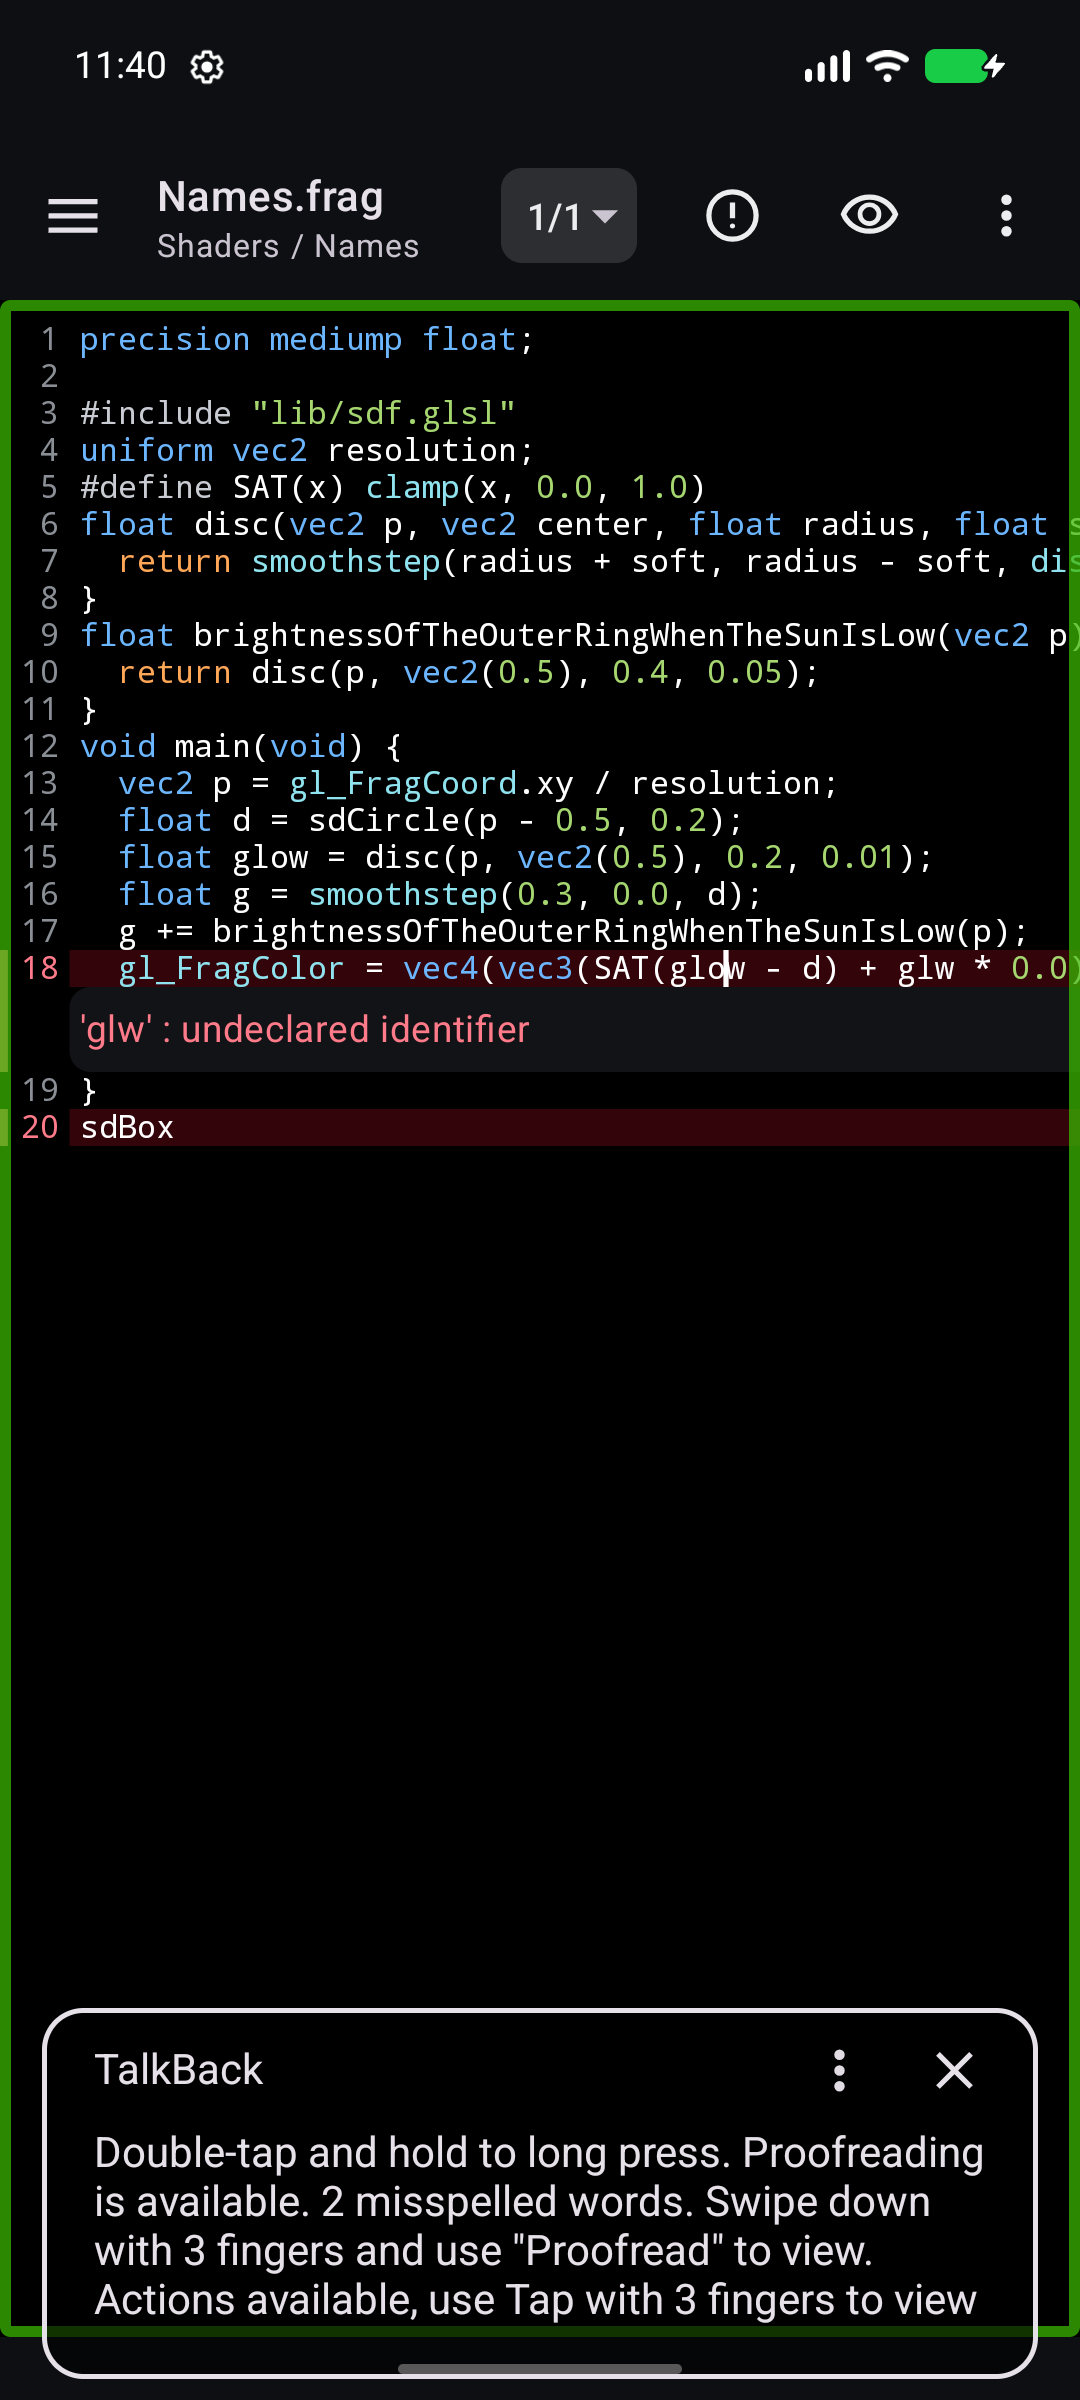 11:40
Names.frag
Shaders / Names
1/1
1 precision mediump float;
2
3 #include "lib/sdf.glsl"
4 uniform vec2 resolution;
5 #define SAT(x) clamp(x, 0.0, 1.0)
6 float disc(vec2 p, vec2 center, float radius, float s
7   return smoothstep(radius + soft, radius - soft, dis
8 }
9 float brightnessOfTheOuterRingWhenTheSunIsLow(vec2 p)
10   return disc(p, vec2(0.5), 0.4, 0.05);
11 }
12 void main(void) {
13   vec2 p = gl_FragCoord.xy / resolution;
14   float d = sdCircle(p - 0.5, 0.2);
15   float glow = disc(p, vec2(0.5), 0.2, 0.01);
16   float g = smoothstep(0.3, 0.0, d);
17   g += brightnessOfTheOuterRingWhenTheSunIsLow(p);
18   gl_FragColor = vec4(vec3(SAT(glow - d) + glw * 0.0)
'glw' : undeclared identifier
19 }
20 sdBox
TalkBack
Double-tap and hold to long press. Proofreading
is available. 2 misspelled words. Swipe down
with 3 fingers and use "Proofread" to view.
Actions available, use Tap with 3 fingers to view